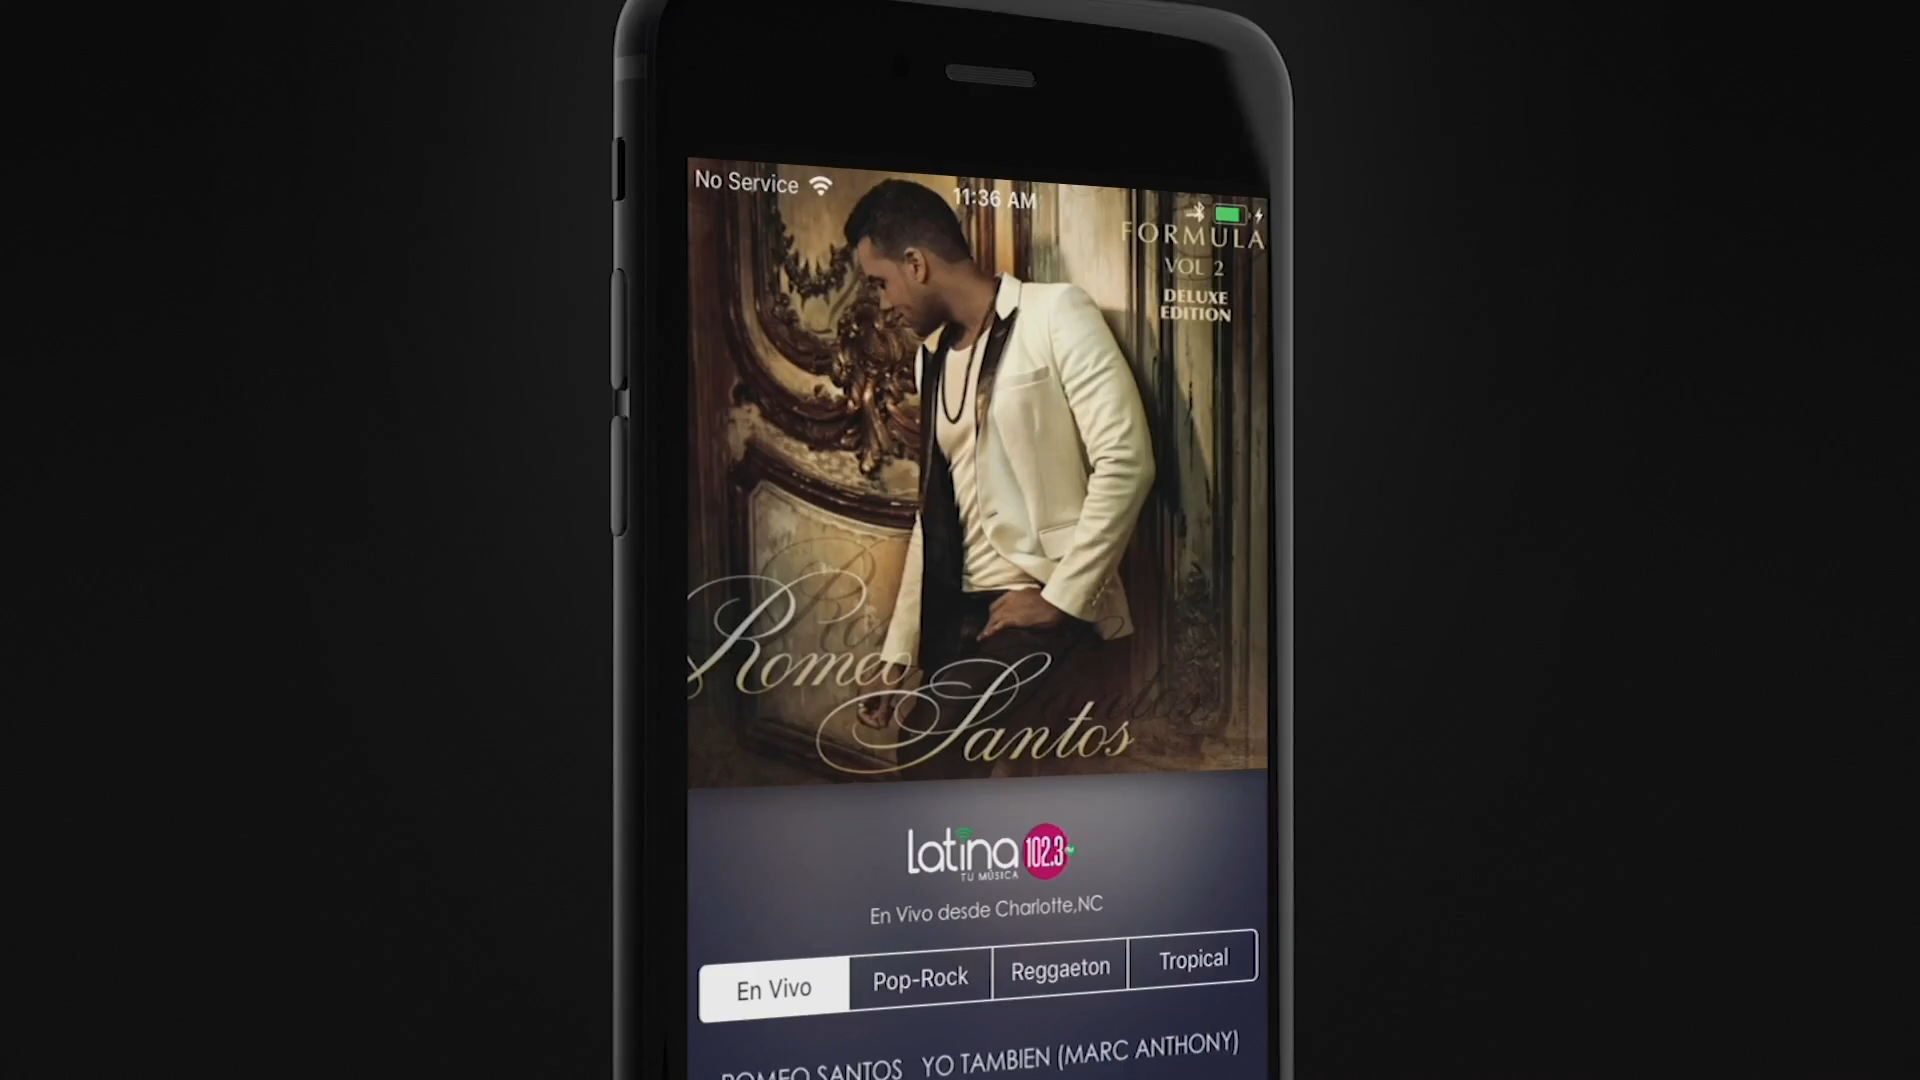 No Service
11:36 AM
FORMULA
VOL 2
DELUXE
EDITION
Romeo
Santos
Latina 102.3 FM
TU MÚSICA
En Vivo desde Charlotte,NC
En Vivo Pop-Rock Reggaeton Tropical
ROMEO SANTOS YO TAMBIEN (MARC ANTHONY)